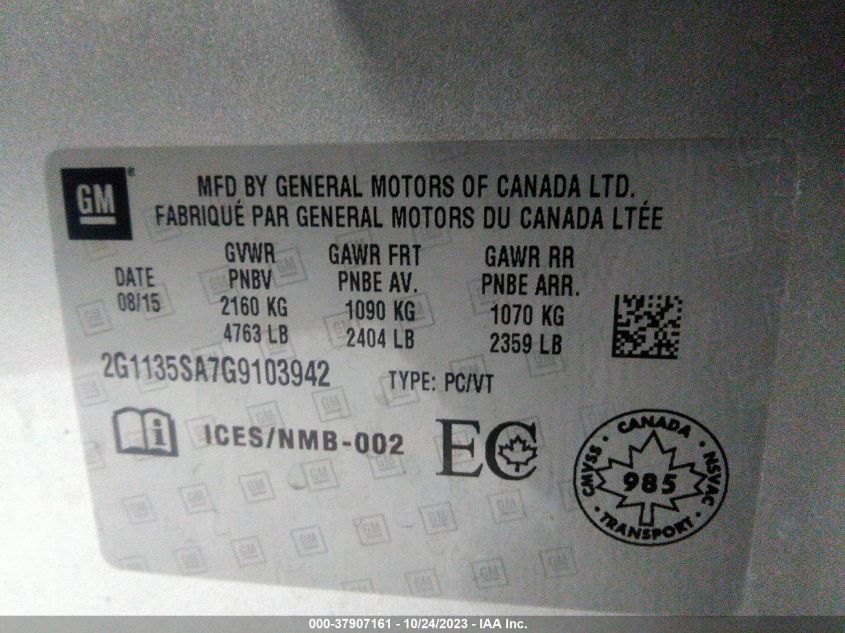 GM
MFD BY GENERAL MOTORS OF CANADA LTD.
FABRIQUÉ PAR GENERAL MOTORS DU CANADA LTÉE
DATE
08/15
GVWR
PNBV
2160 KG
4763 LB
GAWR FRT
PNBE AV.
1090 KG
2404 LB
GAWR RR
PNBE ARR.
1070 KG
2359 LB
2G1135SA7G9103942
TYPE: PC/VT
i
ICES/NMB-002
EC
CANADA
CMVSS
985
NSVAC
TRANSPORT
000-37907161 - 10/24/2023 - IAA Inc.